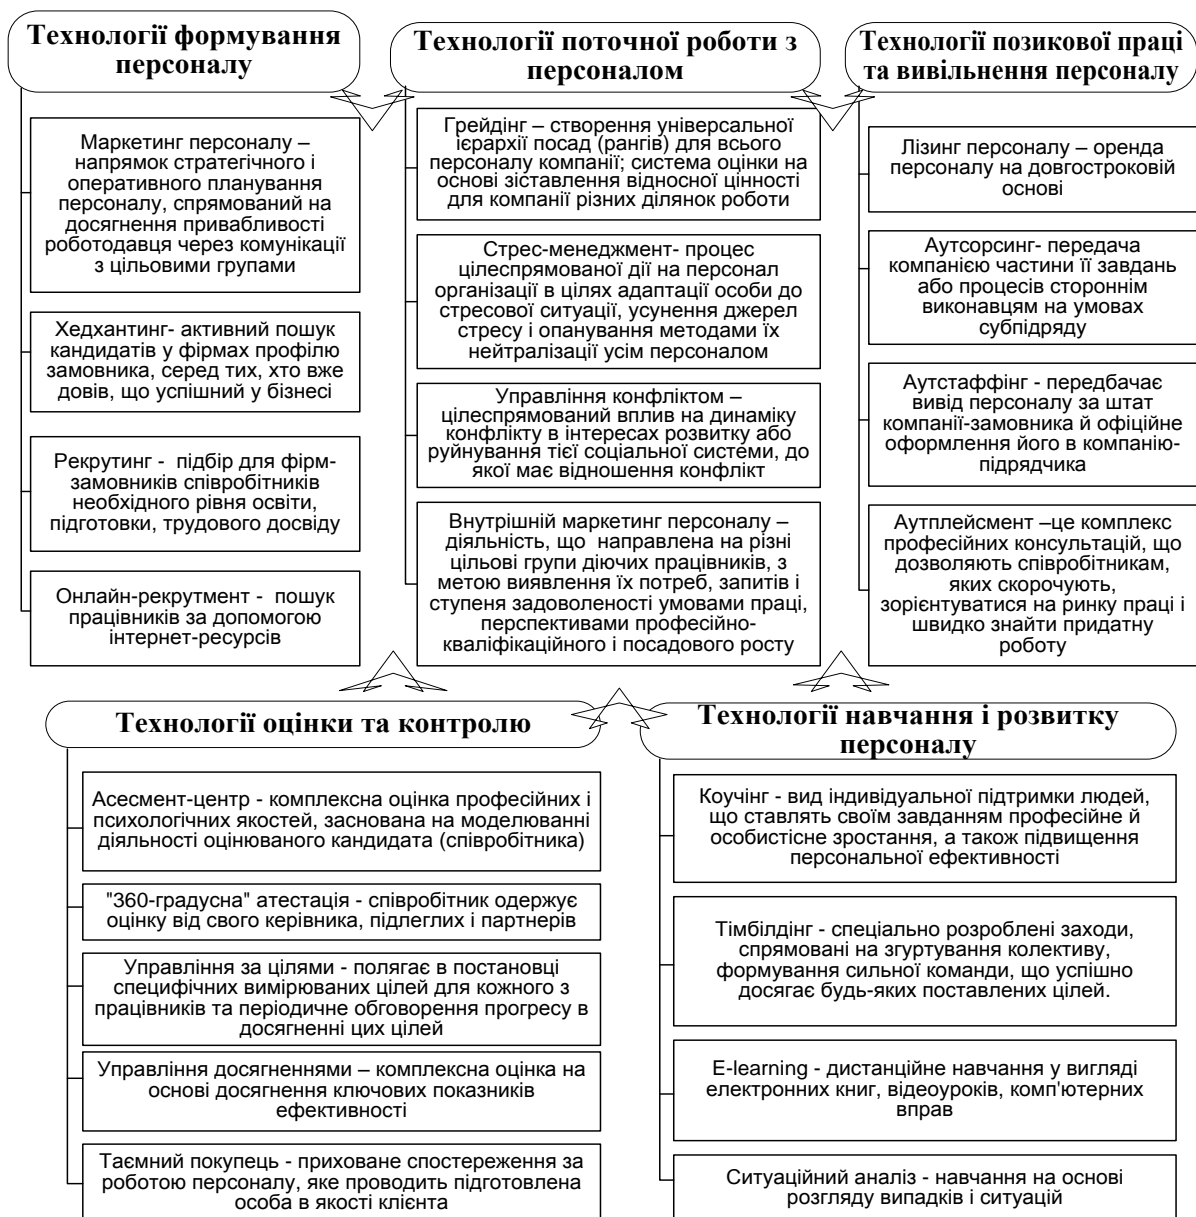 Технології формування
персоналу
Маркетинг персоналу –
напрямок стратегічного і
оперативного планування
персоналу, спрямований на
досягнення привабливості
роботодавця через комунікації
з цільовими групами
Хедхантинг- активний пошук
кандидатів у фірмах профілю
замовника, серед тих, хто вже
довів, що успішний у бізнесі
Рекрутинг - підбір для фірм-
замовників співробітників
необхідного рівня освіти,
підготовки, трудового досвіду
Онлайн-рекрутмент - пошук
працівників за допомогою
інтернет-ресурсів
Технології поточної роботи з
персоналом
Грейдінг – створення універсальної
ієрархії посад (рангів) для всього
персоналу компанії; система оцінки на
основі зіставлення відносної цінності
для компанії різних ділянок роботи
Стрес-менеджмент- процес
цілеспрямованої дії на персонал
організації в цілях адаптації особи до
стресової ситуації, усунення джерел
стресу і опанування методами їх
нейтралізації усім персоналом
Управління конфліктом –
цілеспрямований вплив на динаміку
конфлікту в інтересах розвитку або
руйнування тієї соціальної системи, до
якої має відношення конфлікт
Внутрішній маркетинг персоналу –
діяльність, що направлена на різні
цільові групи діючих працівників, з
метою виявлення їх потреб, запитів і
ступеня задоволеності умовами праці,
перспективами професійно-
кваліфікаційного і посадового росту
Технології позикової праці
та вивільнення персоналу
Лізинг персоналу – оренда
персоналу на довгостроковій
основі
Аутсорсинг- передача
компанією частини її завдань
або процесів стороннім
виконавцям на умовах
субпідряду
Аутстаффінг - передбачає
вивід персоналу за штат
компанії-замовника й офіційне
оформлення його в компанію-
підрядчика
Аутплейсмент –це комплекс
професійних консультацій, що
дозволяють співробітникам,
яких скорочують,
зорієнтуватися на ринку праці і
швидко знайти придатну
роботу
Технології оцінки та контролю
Асесмент-центр - комплексна оцінка професійних і
психологічних якостей, заснована на моделюванні
діяльності оцінюваного кандидата (співробітника)
"360-градусна" атестація - співробітник одержує
оцінку від свого керівника, підлеглих і партнерів
Управління за цілями - полягає в постановці
специфічних вимірюваних цілей для кожного з
працівників та періодичне обговорення прогресу в
досягненні цих цілей
Управління досягненнями – комплексна оцінка на
основі досягнення ключових показників
ефективності
Таємний покупець - приховане спостереження за
роботою персоналу, яке проводить підготовлена
особа в якості клієнта
Технології навчання і розвитку
персоналу
Коучінг - вид індивідуальної підтримки людей,
що ставлять своїм завданням професійне й
особистісне зростання, а також підвищення
персональної ефективності
Тімбілдінг - спеціально розроблені заходи,
спрямовані на згуртування колективу,
формування сильної команди, що успішно
досягає будь-яких поставлених цілей.
E-learning - дистанційне навчання у вигляді
електронних книг, відеоуроків, комп'ютерних
вправ
Ситуаційний аналіз - навчання на основі
розгляду випадків і ситуацій